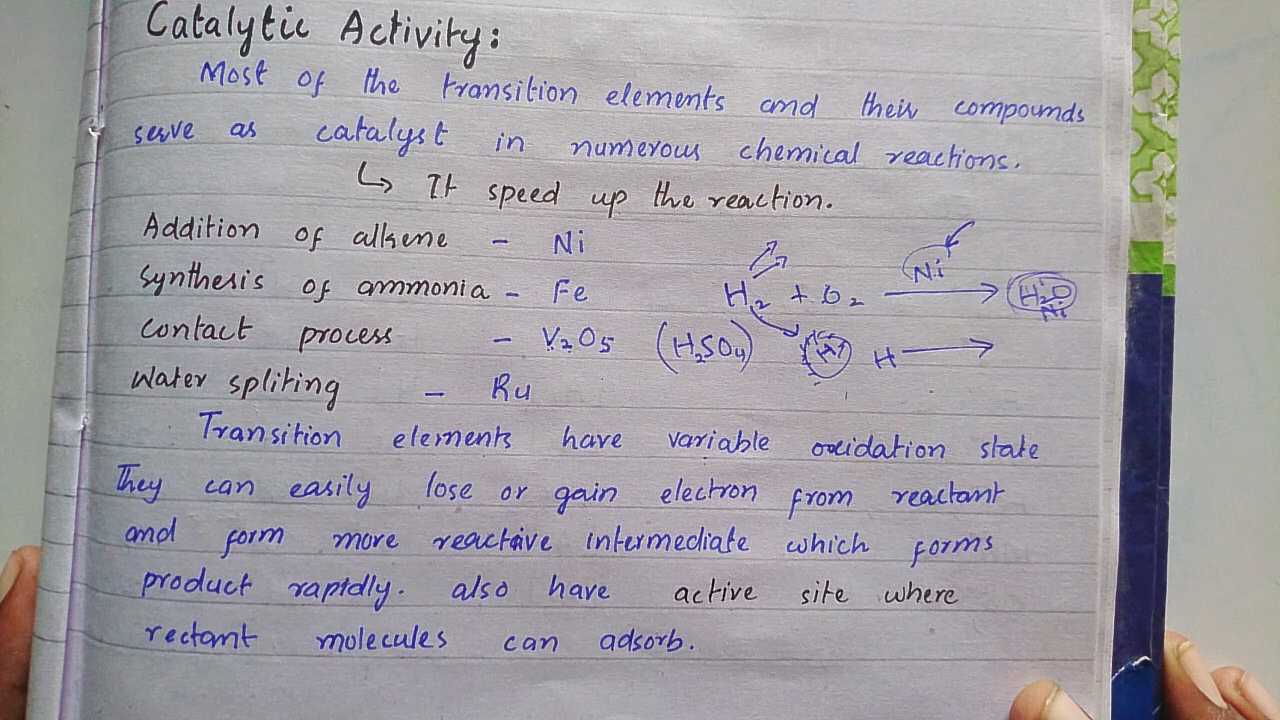 Catalytic Activity:
Most of the transition elements and their compounds
serve as catalyst in numerous chemical reactions.
↳ It speed up the reaction.
Addition of alkene - Ni
Synthesis of ammonia - Fe
H₂ + O₂ Ni → H₂O
Ni
Contact process - V₂O₅ (H₂SO₄)
H H →
Water spliting - Ru
Transition elements have variable oxidation state
They can easily lose or gain electron from reactant
and form more reactive intermediate which forms
product rapidly. also have active site where
rectant molecules can adsorb.